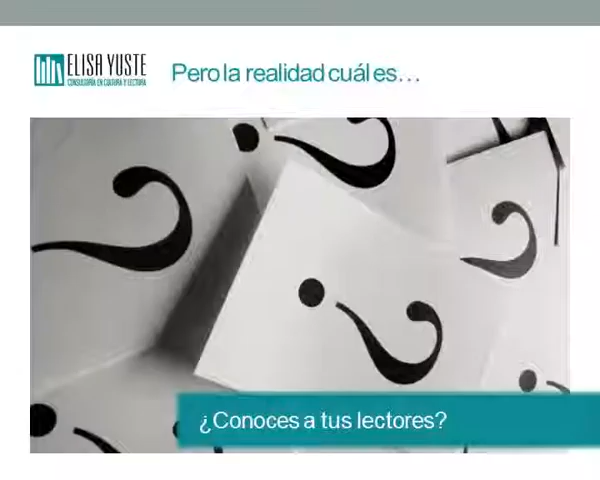 ELISA YUSTE
CONSULTORÍA EN CULTURA Y LECTURA
Pero la realidad cuál es…
¿Conoces a tus lectores?